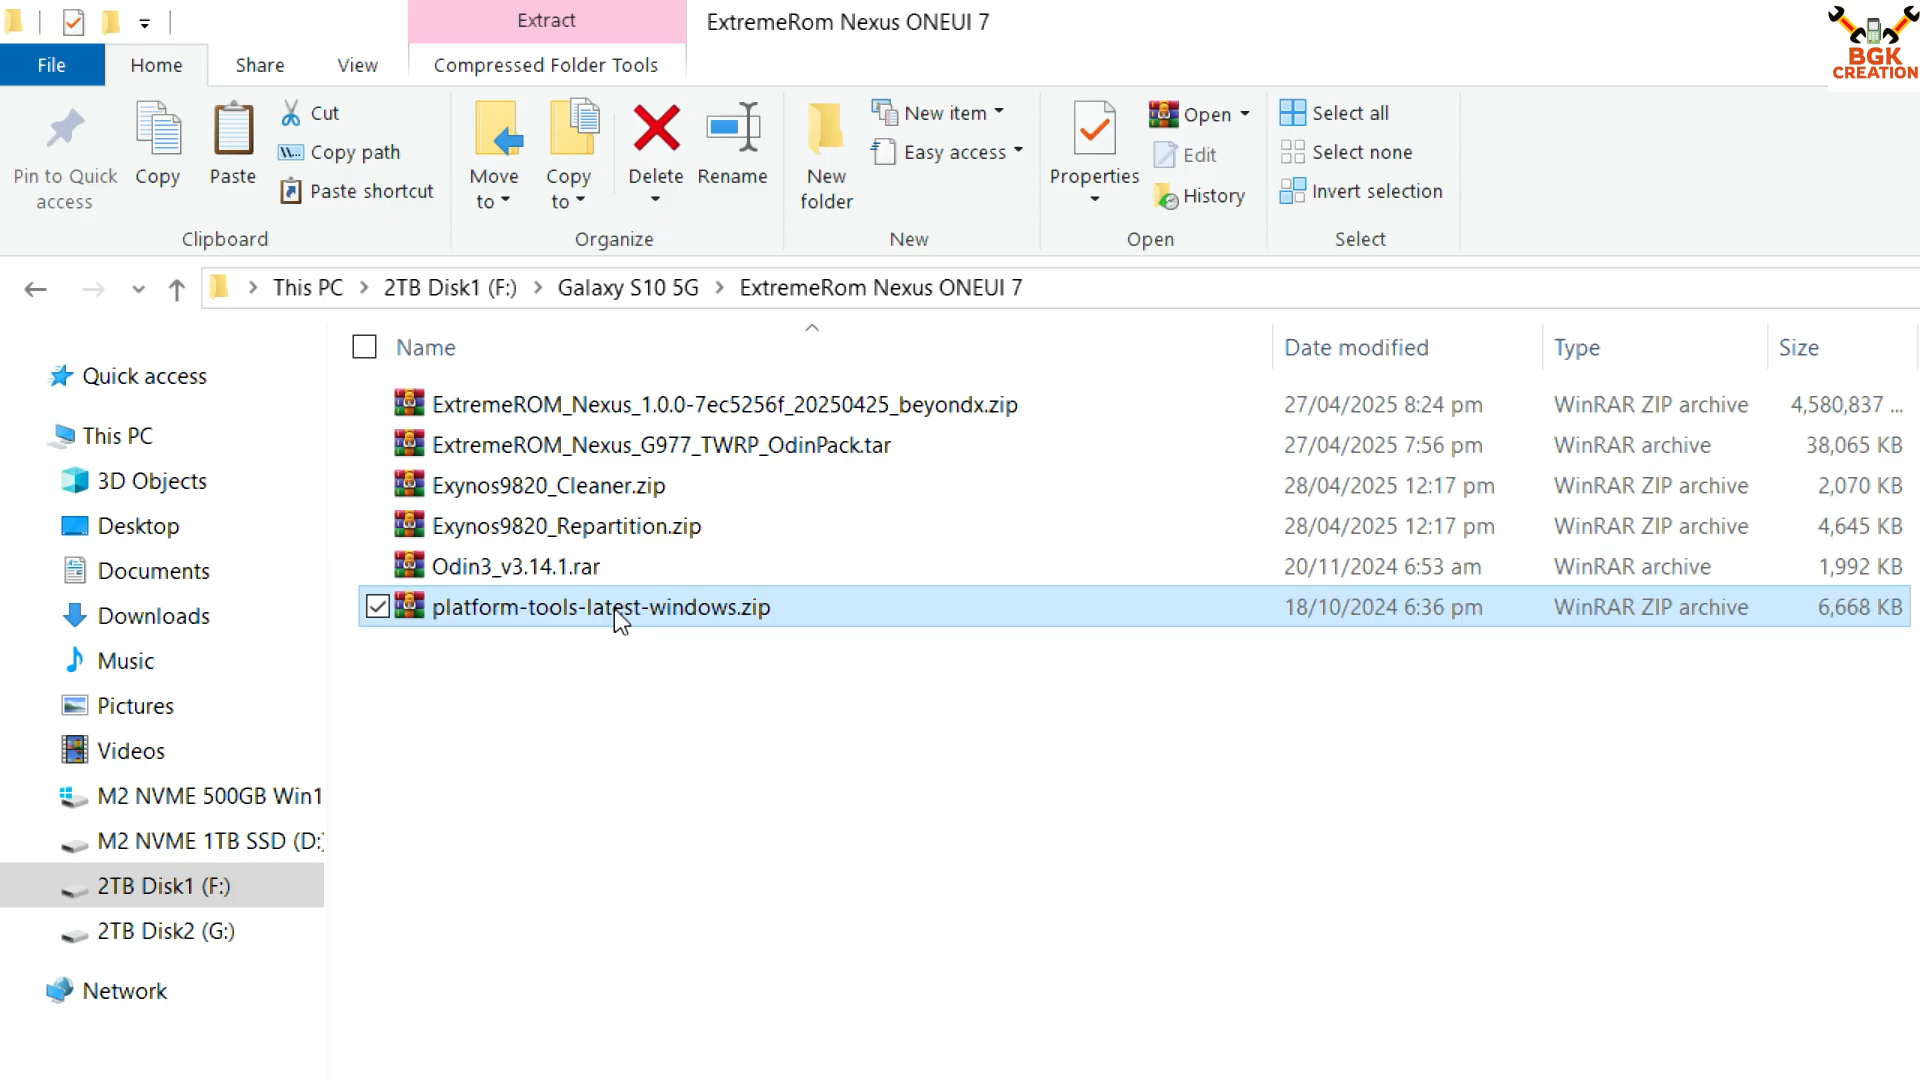 Extract
ExtremeRom Nexus ONEUI 7
BGK
CREATION
File
Home
Share
View
Compressed Folder Tools
Pin to Quick
access
Copy
Paste
Cut
W... Copy path
Paste shortcut
Clipboard
Move
to
Copy
to
Delete
Rename
Organize
New
folder
New item
Easy access
New
Properties
Open
Edit
History
Open
Select all
Select none
Invert selection
Select
This PC
2TB Disk1 (F:)
Galaxy S10 5G
ExtremeRom Nexus ONEUI 7
Name Date modified Type Size
ExtremeROM_Nexus_1.0.0-7ec5256f_20250425_beyondx.zip 27/04/2025 8:24 pm WinRAR ZIP archive 4,580,837 ...
ExtremeROM_Nexus_G977_TWRP_OdinPack.tar 27/04/2025 7:56 pm WinRAR archive 38,065 KB
Exynos9820_Cleaner.zip 28/04/2025 12:17 pm WinRAR ZIP archive 2,070 KB
Exynos9820_Repartition.zip 28/04/2025 12:17 pm WinRAR ZIP archive 4,645 KB
Odin3_v3.14.1.rar 20/11/2024 6:53 am WinRAR archive 1,992 KB
platform-tools-latest-windows.zip 18/10/2024 6:36 pm WinRAR ZIP archive 6,668 KB
Quick access
This PC
3D Objects
Desktop
Documents
Downloads
Music
Pictures
Videos
M2 NVME 500GB Win1
M2 NVME 1TB SSD (D:)
2TB Disk1 (F:)
2TB Disk2 (G:)
Network